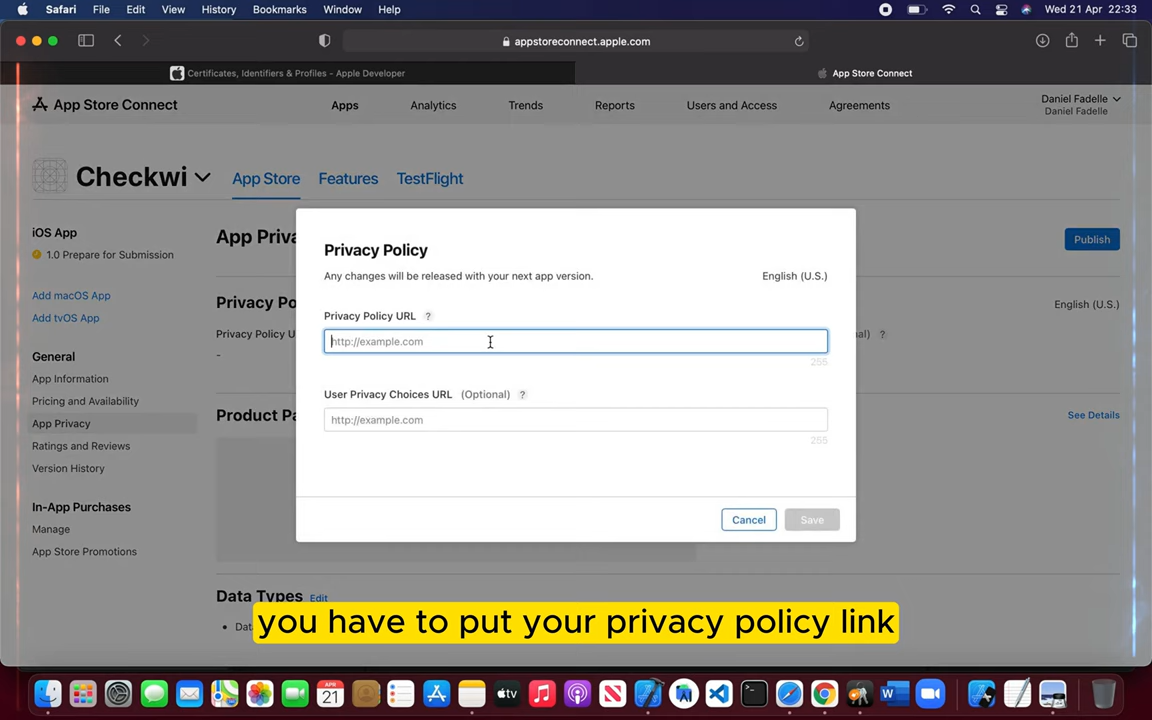 Safari File Edit View History Bookmarks Window Help Wed 21 Apr 22:33
appstoreconnect.apple.com
Certificates, Identifiers & Profiles - Apple Developer
App Store Connect
App Store Connect Apps Analytics Trends Reports Users and Access Agreements Daniel Fadelle
Daniel Fadelle
Checkwi App Store Features TestFlight
iOS App
1.0 Prepare for Submission
Add macOS App
Add tvOS App
General
App Information
Pricing and Availability
App Privacy
Ratings and Reviews
Version History
In-App Purchases
Manage
App Store Promotions
App Priva
Publish
Privacy Po
English (U.S.)
Privacy Policy U
al) ?
-
Product Pa
See Details
Data Types Edit
Privacy Policy
Any changes will be released with your next app version. English (U.S.)
Privacy Policy URL ?
http://example.com
255
User Privacy Choices URL (Optional) ?
http://example.com
255
Cancel Save
you have to put your privacy policy link
APR
21
tv
W